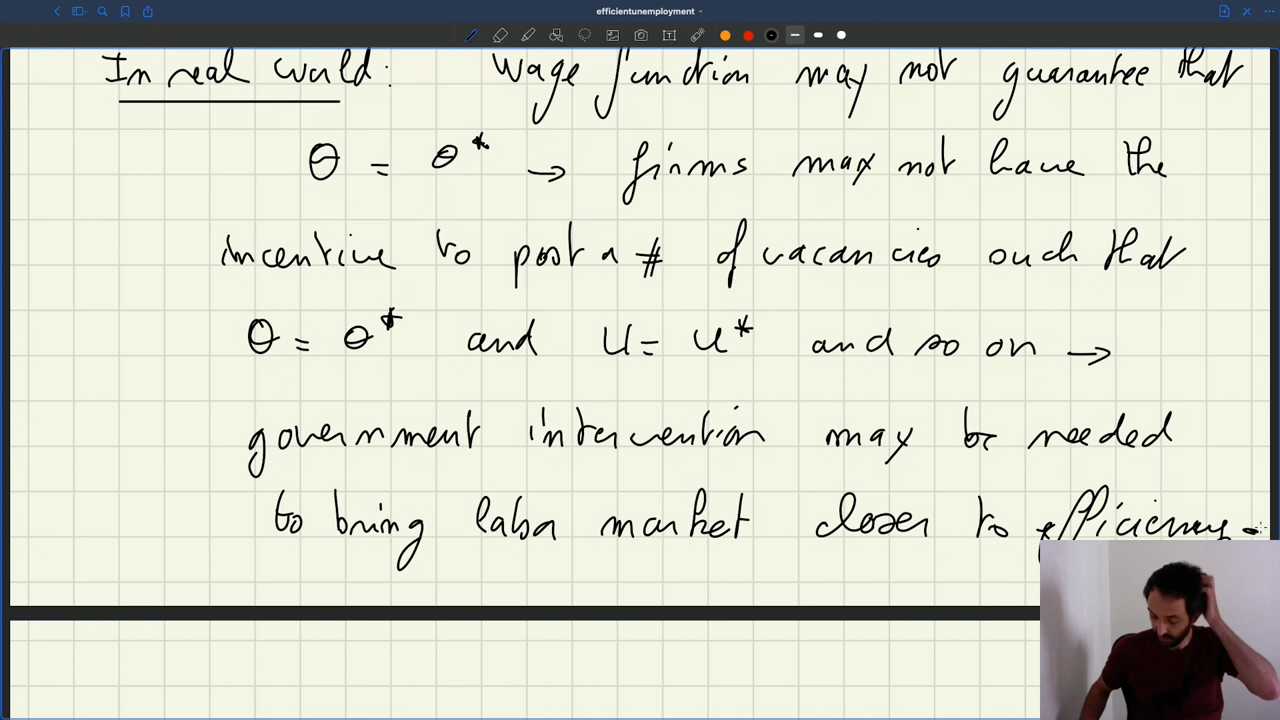 efficientunemployment
In real world: wage function may not guarantee that
θ = θ* → firms may not have the
incentive to post a # of vacancies such that
θ = θ* and u = u* and so on →
government intervention may be needed
to bring labor market closer to efficiency.